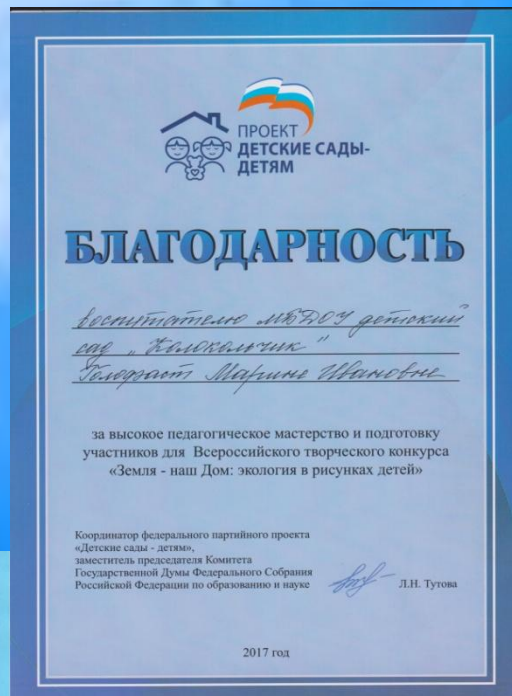 ПРОЕКТ
ДЕТСКИЕ САДЫ-
ДЕТЯМ
БЛАГОДАРНОСТЬ
воспитателю МБДОУ детский
сад „Колокольчик"
Голофаст Марине Ивановне
за высокое педагогическое мастерство и подготовку
участников для Всероссийского творческого конкурса
«Земля - наш Дом: экология в рисунках детей»
Координатор федерального партийного проекта
«Детские сады - детям»,
заместитель председателя Комитета
Государственной Думы Федерального Собрания
Российской Федерации по образованию и науке
Л.Н. Тутова
2017 год